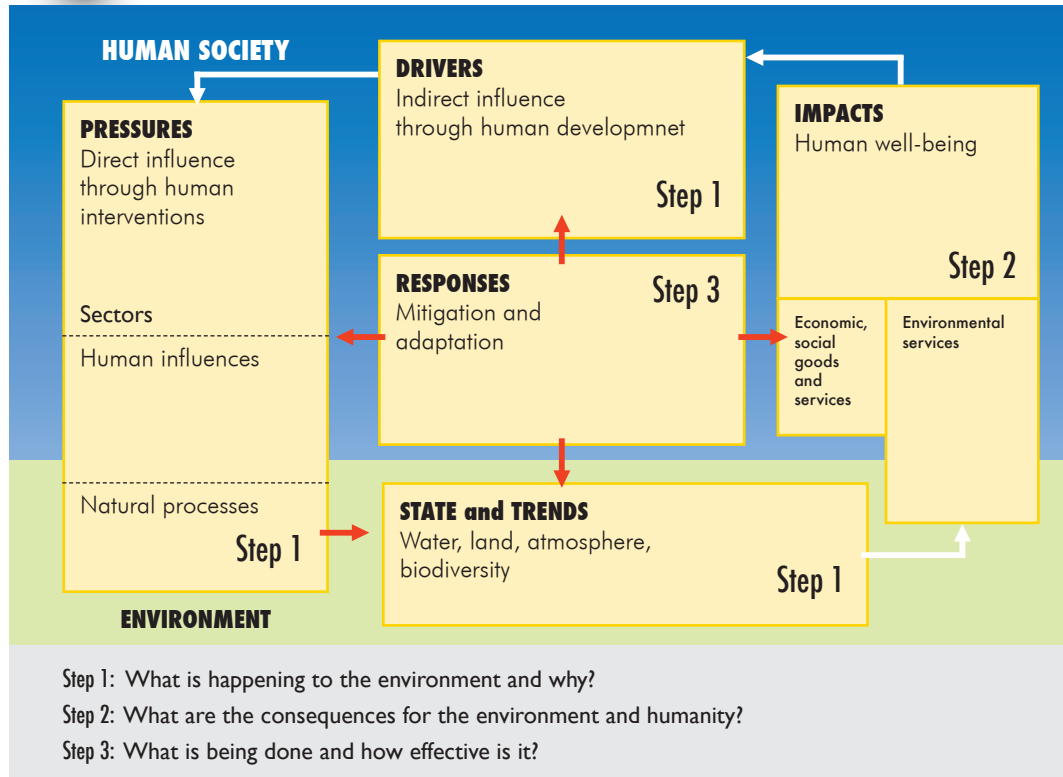 HUMAN SOCIETY
DRIVERS
Indirect influence
through human developmnet
Step 1
PRESSURES
Direct influence
through human
interventions
Sectors
Human influences
Natural processes
Step 1
IMPACTS
Human well-being
Step 2
Economic,
social
goods
and
services
Environmental
services
RESPONSES
Mitigation and
adaptation
Step 3
STATE and TRENDS
Water, land, atmosphere,
biodiversity
Step 1
ENVIRONMENT
Step 1: What is happening to the environment and why?
Step 2: What are the consequences for the environment and humanity?
Step 3: What is being done and how effective is it?